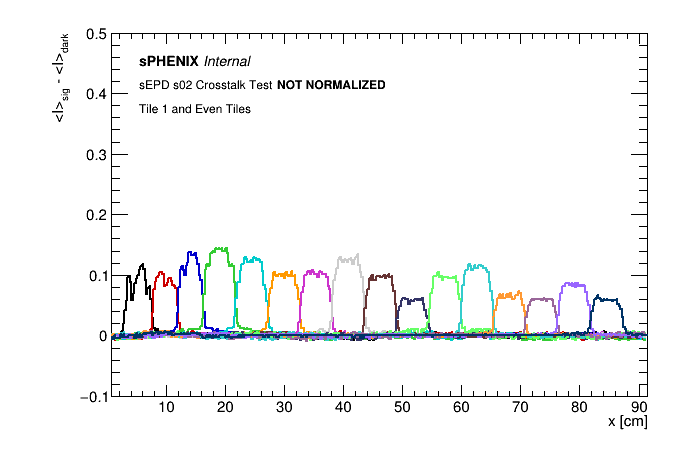 <I>sig - <I>dark
0.5
0.4
0.3
0.2
0.1
0
−0.1
sPHENIX Internal
sEPD s02 Crosstalk Test NOT NORMALIZED
Tile 1 and Even Tiles
10 20 30 40 50 60 70 80 90
x [cm]